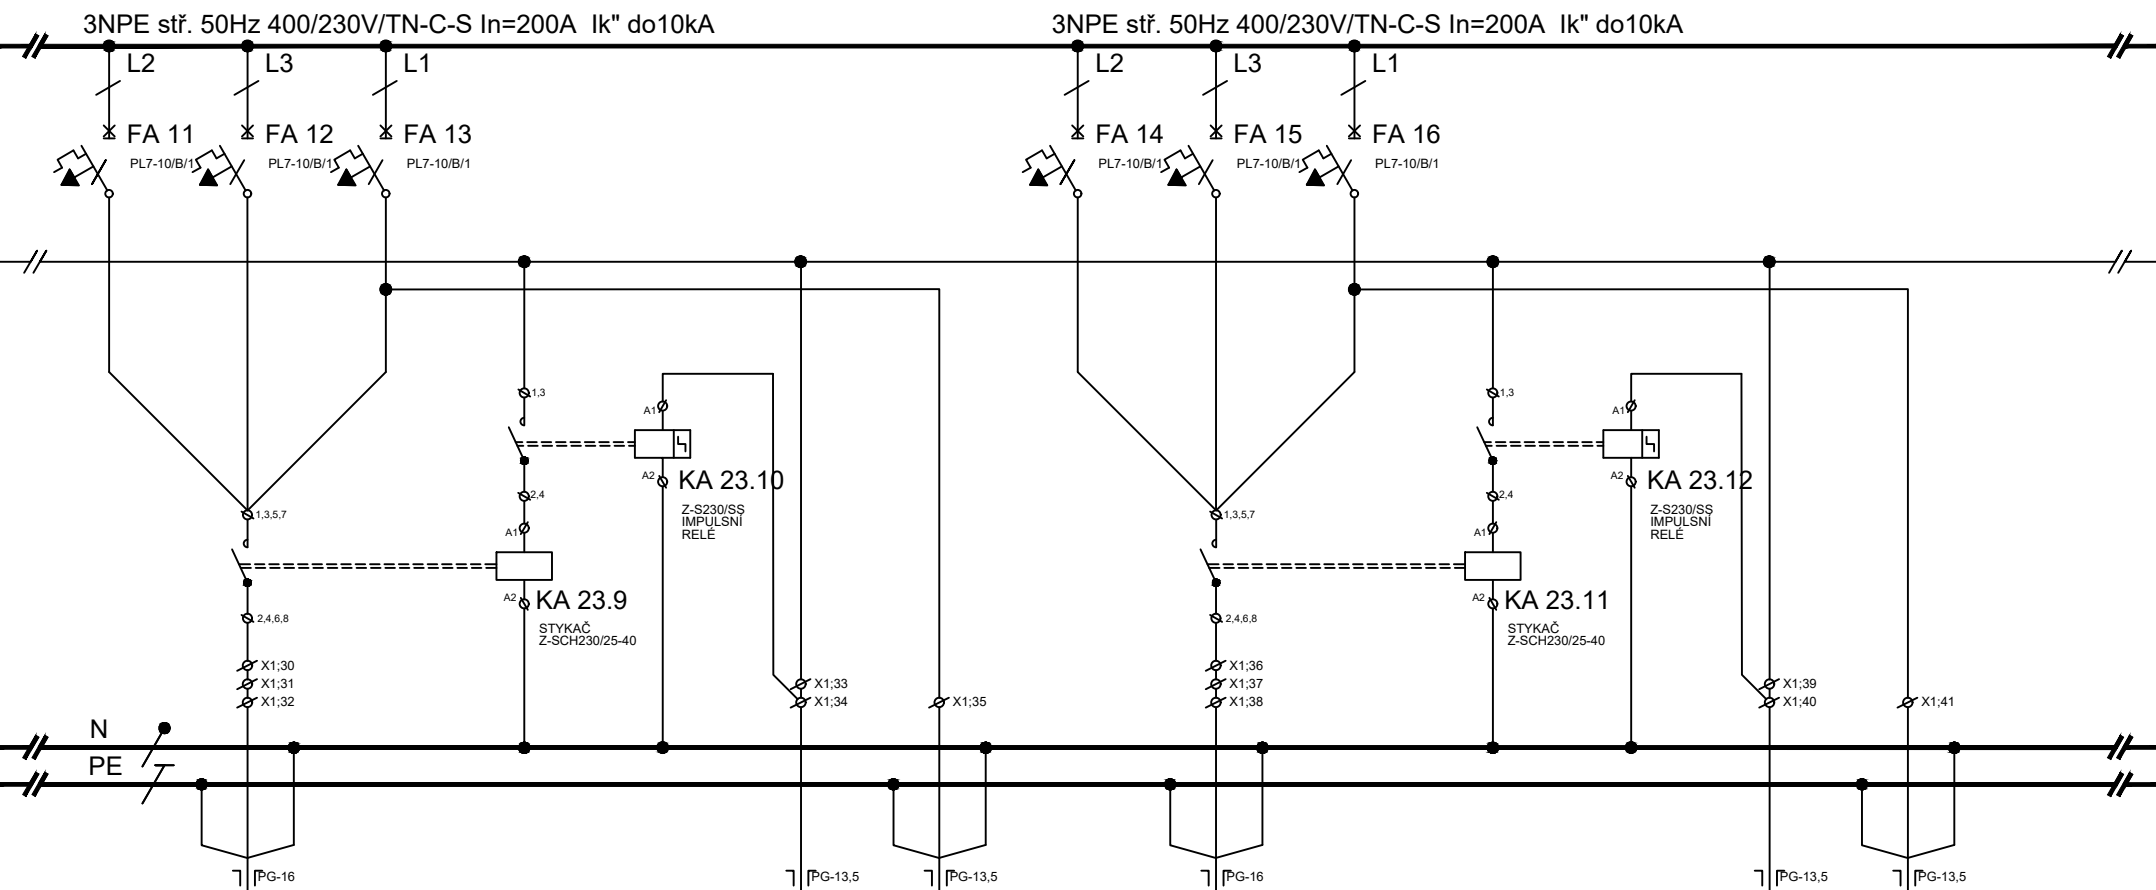 3NPE stř. 50Hz 400/230V/TN-C-S In=200A Ik" do10kA
3NPE stř. 50Hz 400/230V/TN-C-S In=200A Ik" do10kA
L2
L3
L1
L2
L3
L1
FA 11
FA 12
FA 13
FA 14
FA 15
FA 16
PL7-10/B/1
PL7-10/B/1
PL7-10/B/1
PL7-10/B/1
PL7-10/B/1
PL7-10/B/1
1,3
1,3
A1
A1
A2
KA 23.10
A2
KA 23.12
2,4
2,4
Z-S230/SS
IMPULSNÍ
RELÉ
Z-S230/SS
IMPULSNÍ
RELÉ
1,3,5,7
1,3,5,7
A1
A1
A2
KA 23.9
A2
KA 23.11
2,4,6,8
2,4,6,8
STYKAČ
Z-SCH230/25-40
STYKAČ
Z-SCH230/25-40
X1;30
X1;31
X1;32
X1;33
X1;34
X1;35
X1;36
X1;37
X1;38
X1;39
X1;40
X1;41
N
PE
PG-16
PG-13,5
PG-13,5
PG-16
PG-13,5
PG-13,5